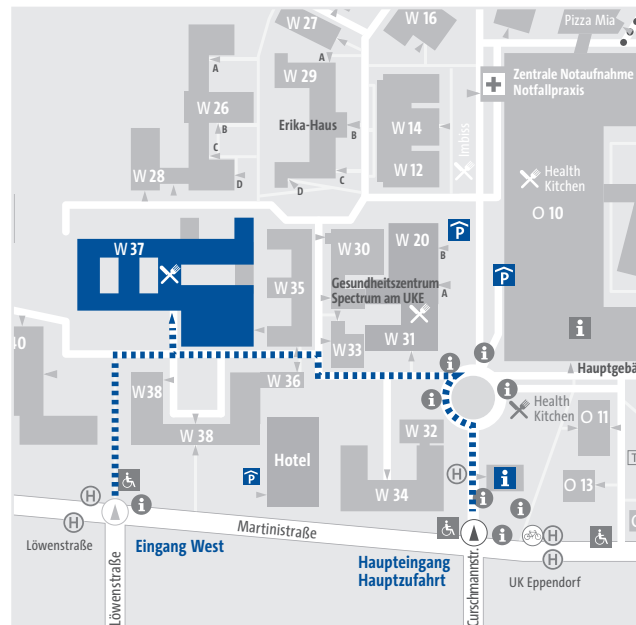 W 27
W 16
Pizza Mia
A
A
W 29
Zentrale Notaufnahme
Notfallpraxis
W 26
Erika-Haus
B
B
W 14
Imbiss
C
C
W 12
Health
Kitchen
W 28
D
D
O 10
W 37
W 30
W 20
P
B
P
W 35
Gesundheitszentrum
Spectrum am UKE
A
i
W 33
W 31
i
i
Hauptgebä
W 36
W 38
i
i
Health
Kitchen
O 11
W 38
W 32
Hotel
P
H
i
T
O 13
W 34
i
i
H
H
i
Martinistraße
i
H
H
O
Löwenstraße
Eingang West
Haupteingang
Hauptzufahrt
UK Eppendorf
Löwenstraße
Curschmannstr.